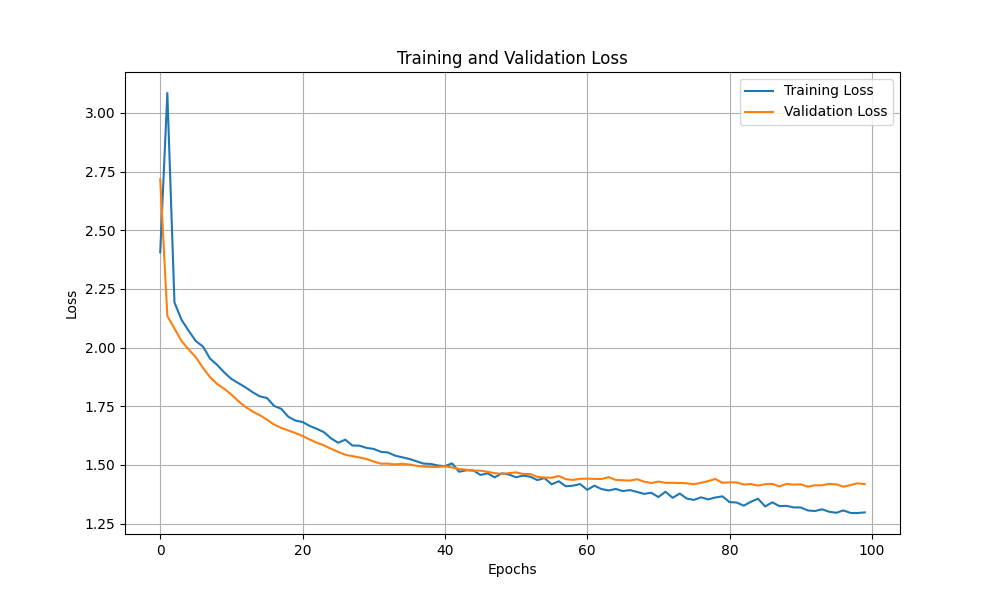 Training and Validation Loss
Training Loss
Validation Loss
3.00
2.75
2.50
2.25
2.00
1.75
1.50
1.25
Loss
0 20 40 60 80 100
Epochs